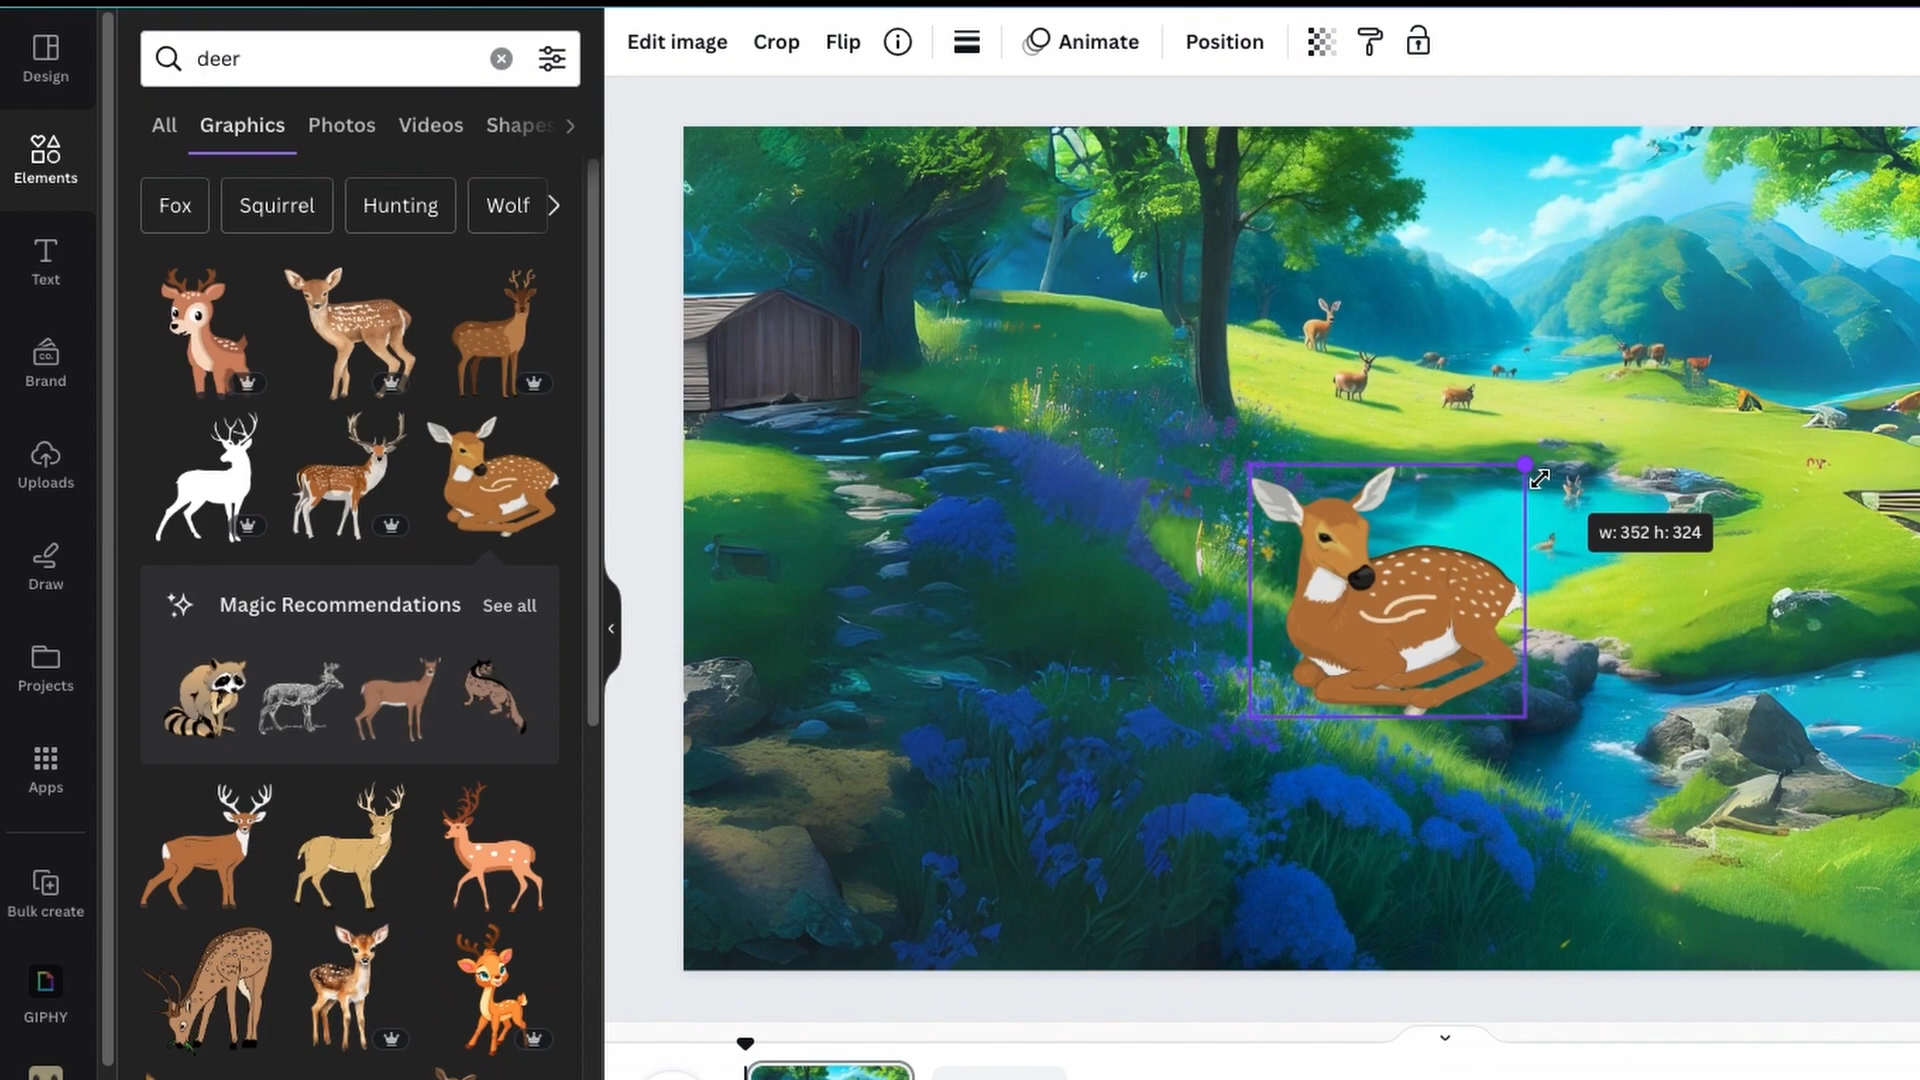 Design
Elements
Text
Brand
CO.
Uploads
Draw
Projects
Apps
Bulk create
GIPHY
deer
All Graphics Photos Videos Shapes
Fox Squirrel Hunting Wolf
Magic Recommendations See all
Edit image Crop Flip Animate Position
w: 352 h: 324